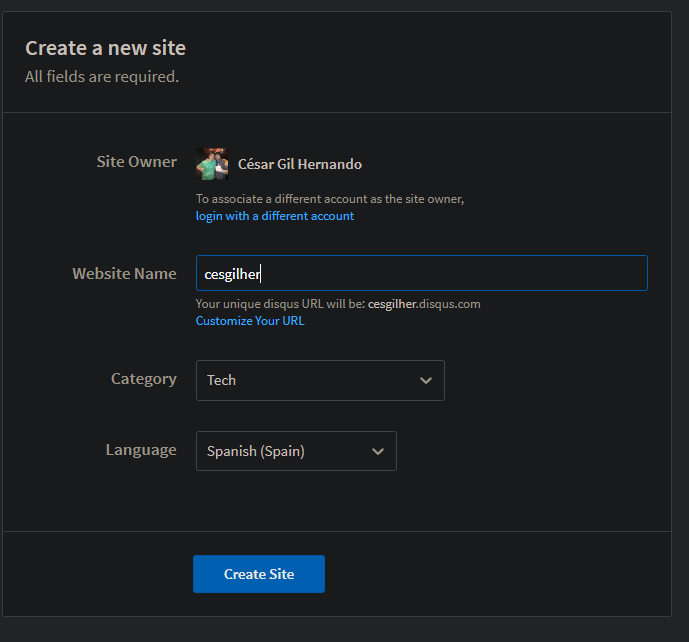 Create a new site
All fields are required.
Site Owner
César Gil Hernando
To associate a different account as the site owner,
login with a different account
Website Name
cesgilher
Your unique disqus URL will be: cesgilher.disqus.com
Customize Your URL
Category
Tech
Language
Spanish (Spain)
Create Site